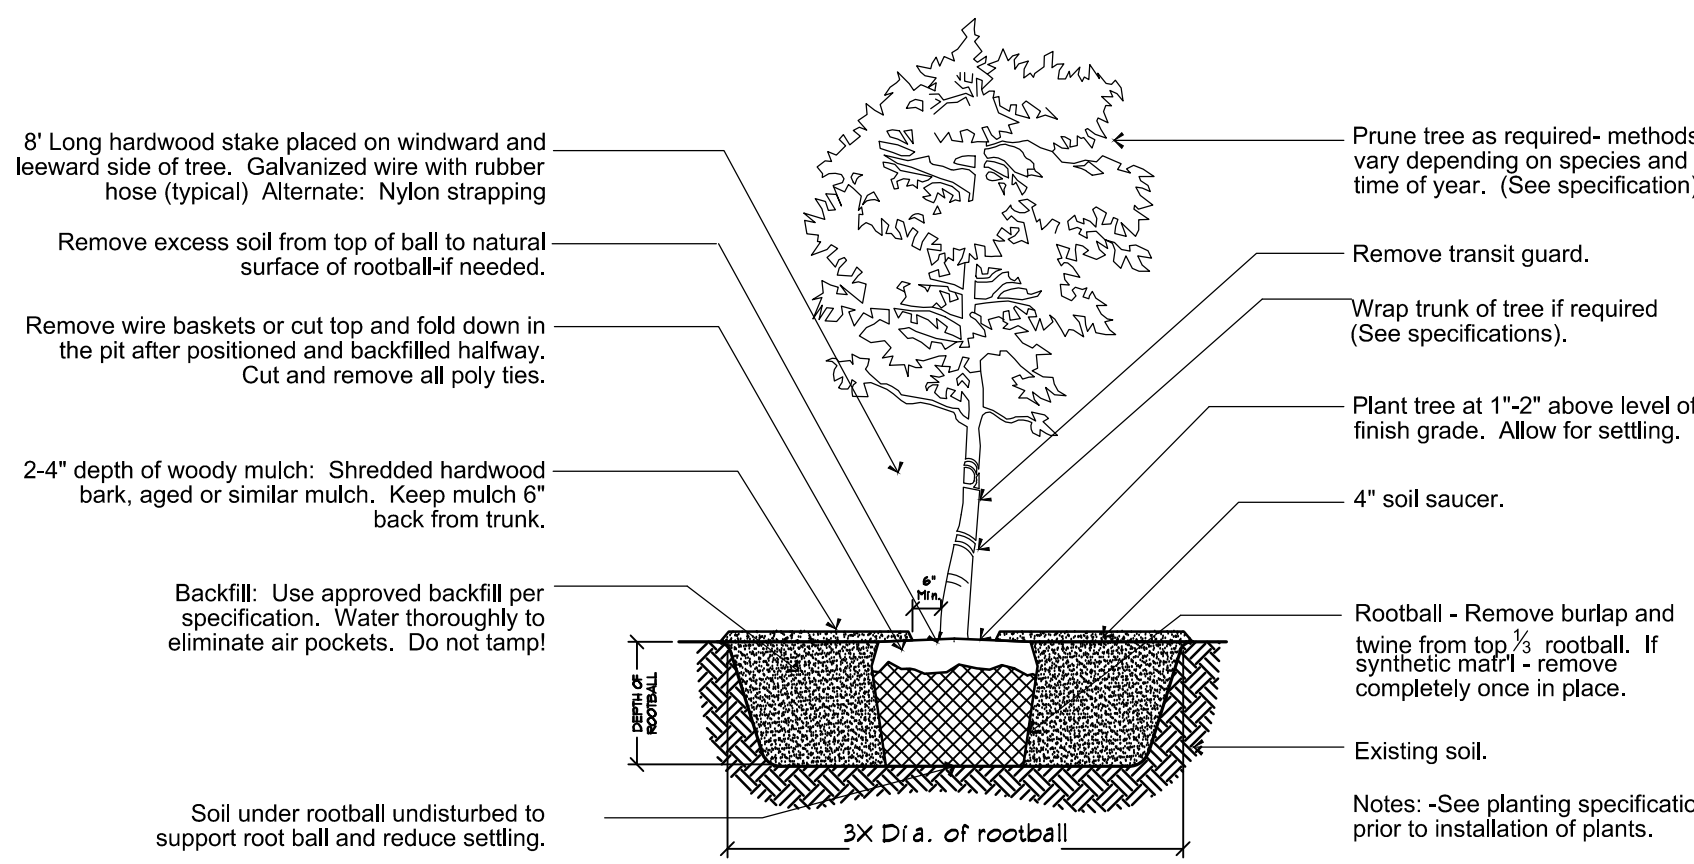 8' Long hardwood stake placed on windward and
leeward side of tree. Galvanized wire with rubber
hose (typical) Alternate: Nylon strapping
Remove excess soil from top of ball to natural
surface of rootball-if needed.
Remove wire baskets or cut top and fold down in
the pit after positioned and backfilled halfway.
Cut and remove all poly ties.
2-4" depth of woody mulch: Shredded hardwood
bark, aged or similar mulch. Keep mulch 6"
back from trunk.
Backfill: Use approved backfill per
specification. Water thoroughly to
eliminate air pockets. Do not tamp!
Soil under rootball undisturbed to
support root ball and reduce settling.
6"
Min.
DEPTH OF
ROOTBALL
3X Dia. of rootball
Prune tree as required- methods
vary depending on species and
time of year. (See specification)
Remove transit guard.
Wrap trunk of tree if required
(See specifications).
Plant tree at 1"-2" above level of
finish grade. Allow for settling.
4" soil saucer.
Rootball - Remove burlap and
twine from top 1/3 rootball. If
synthetic matr'l - remove
completely once in place.
Existing soil.
Notes: -See planting specificatio
prior to installation of plants.